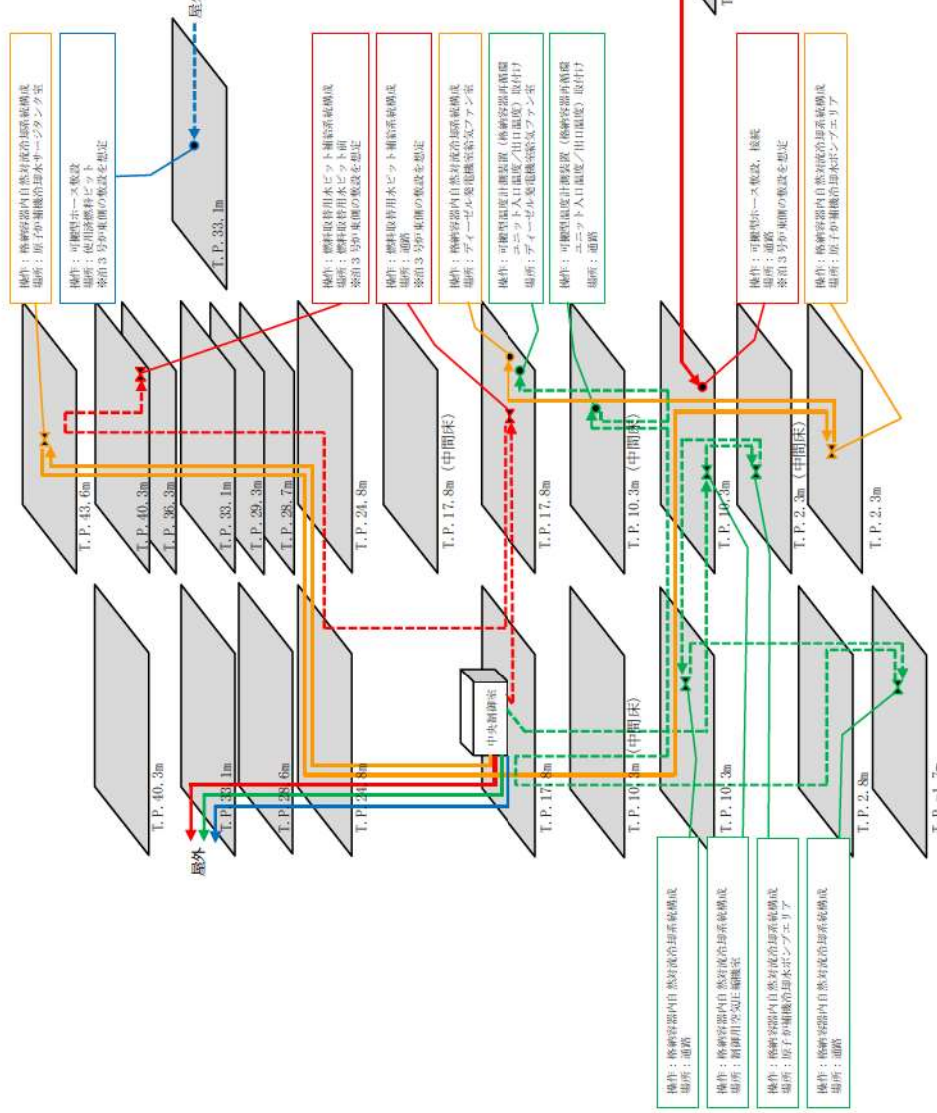 操作：格納容器内自然対流冷却系統構成
場所：原子炉補機冷却水サージタンク室
操作：可搬型ホース敷設
場所：使用済燃料ピット
※泊３号炉東側の敷設を想定
T.P.33.1m
操作：燃料取替用水ピット補給系統構成
場所：燃料取替用水ピット前
※泊３号炉東側の敷設を想定
操作：燃料取替用水ピット補給系統構成
場所：通路
※泊３号炉東側の敷設を想定
操作：格納容器内自然対流冷却系統構成
場所：ディーゼル発電機室給気ファン室
操作：可搬型温度計測装置（格納容器再循環
ユニット入口温度／出口温度）取付け
場所：ディーゼル発電機室給気ファン室
操作：可搬型温度計測装置（格納容器再循環
ユニット入口温度／出口温度）取付け
場所：通路
操作：可搬型ホース敷設，接続
場所：通路
※泊３号炉東側の敷設を想定
操作：格納容器内自然対流冷却系統構成
場所：原子炉補機冷却水ポンプエリア
T.P.43.6m
T.P.40.3m
T.P.36.3m
T.P.33.1m
T.P.29.3m
T.P.28.7m
T.P.24.8m
T.P.17.8m（中間床）
T.P.17.8m
T.P.10.3m（中間床）
T.P.10.3m
T.P.2.3m（中間床）
T.P.2.3m
T.P.40.3m
T.P.33.1m
T.P.28.6m
T.P.24.8m
中央制御室
T.P.17.8m
T.P.10.3m（中間床）
T.P.10.3m
T.P.2.8m
屋外
操作：格納容器内自然対流冷却系統構成
場所：通路
操作：格納容器内自然対流冷却系統構成
場所：制御用空気圧縮機室
操作：格納容器内自然対流冷却系統構成
場所：原子炉補機冷却水ポンプエリア
操作：格納容器内自然対流冷却系統構成
場所：通路